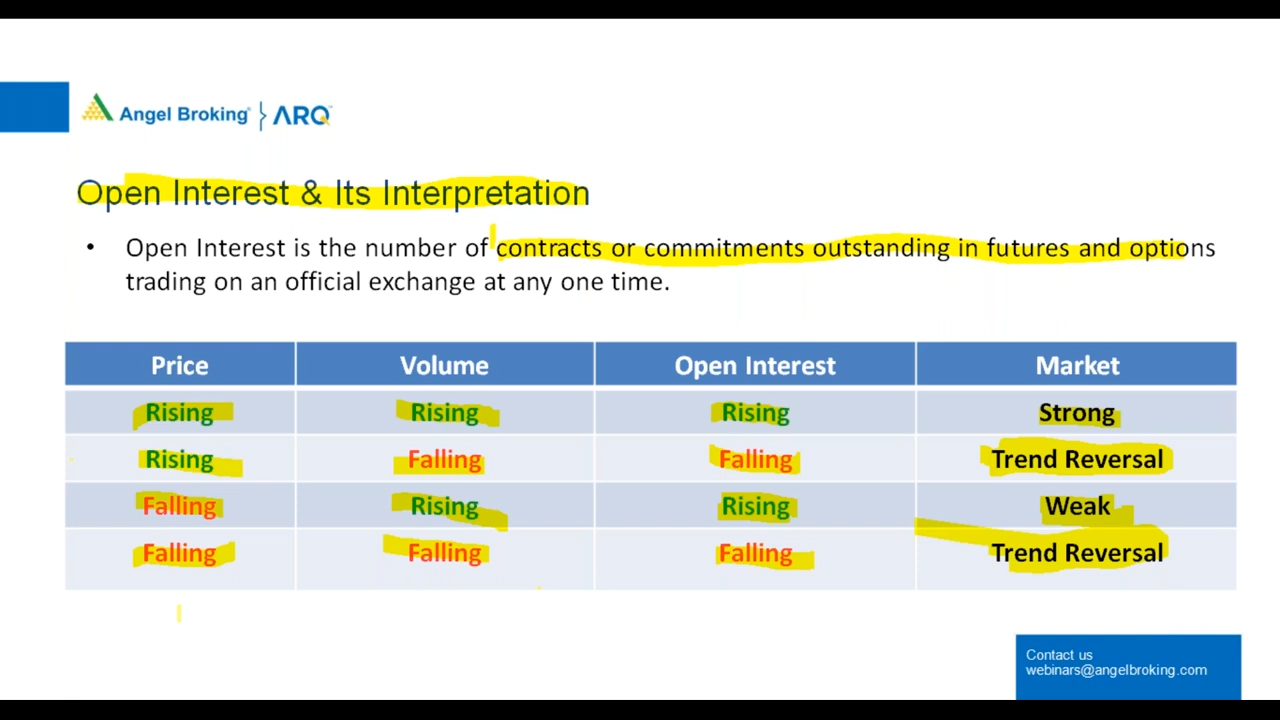 Angel Broking ARQ
Open Interest & Its Interpretation
• Open Interest is the number of contracts or commitments outstanding in futures and options
trading on an official exchange at any one time.
Price Volume Open Interest Market
Rising Rising Rising Strong
Rising Falling Falling Trend Reversal
Falling Rising Rising Weak
Falling Falling Falling Trend Reversal
Contact us
webinars@angelbroking.com